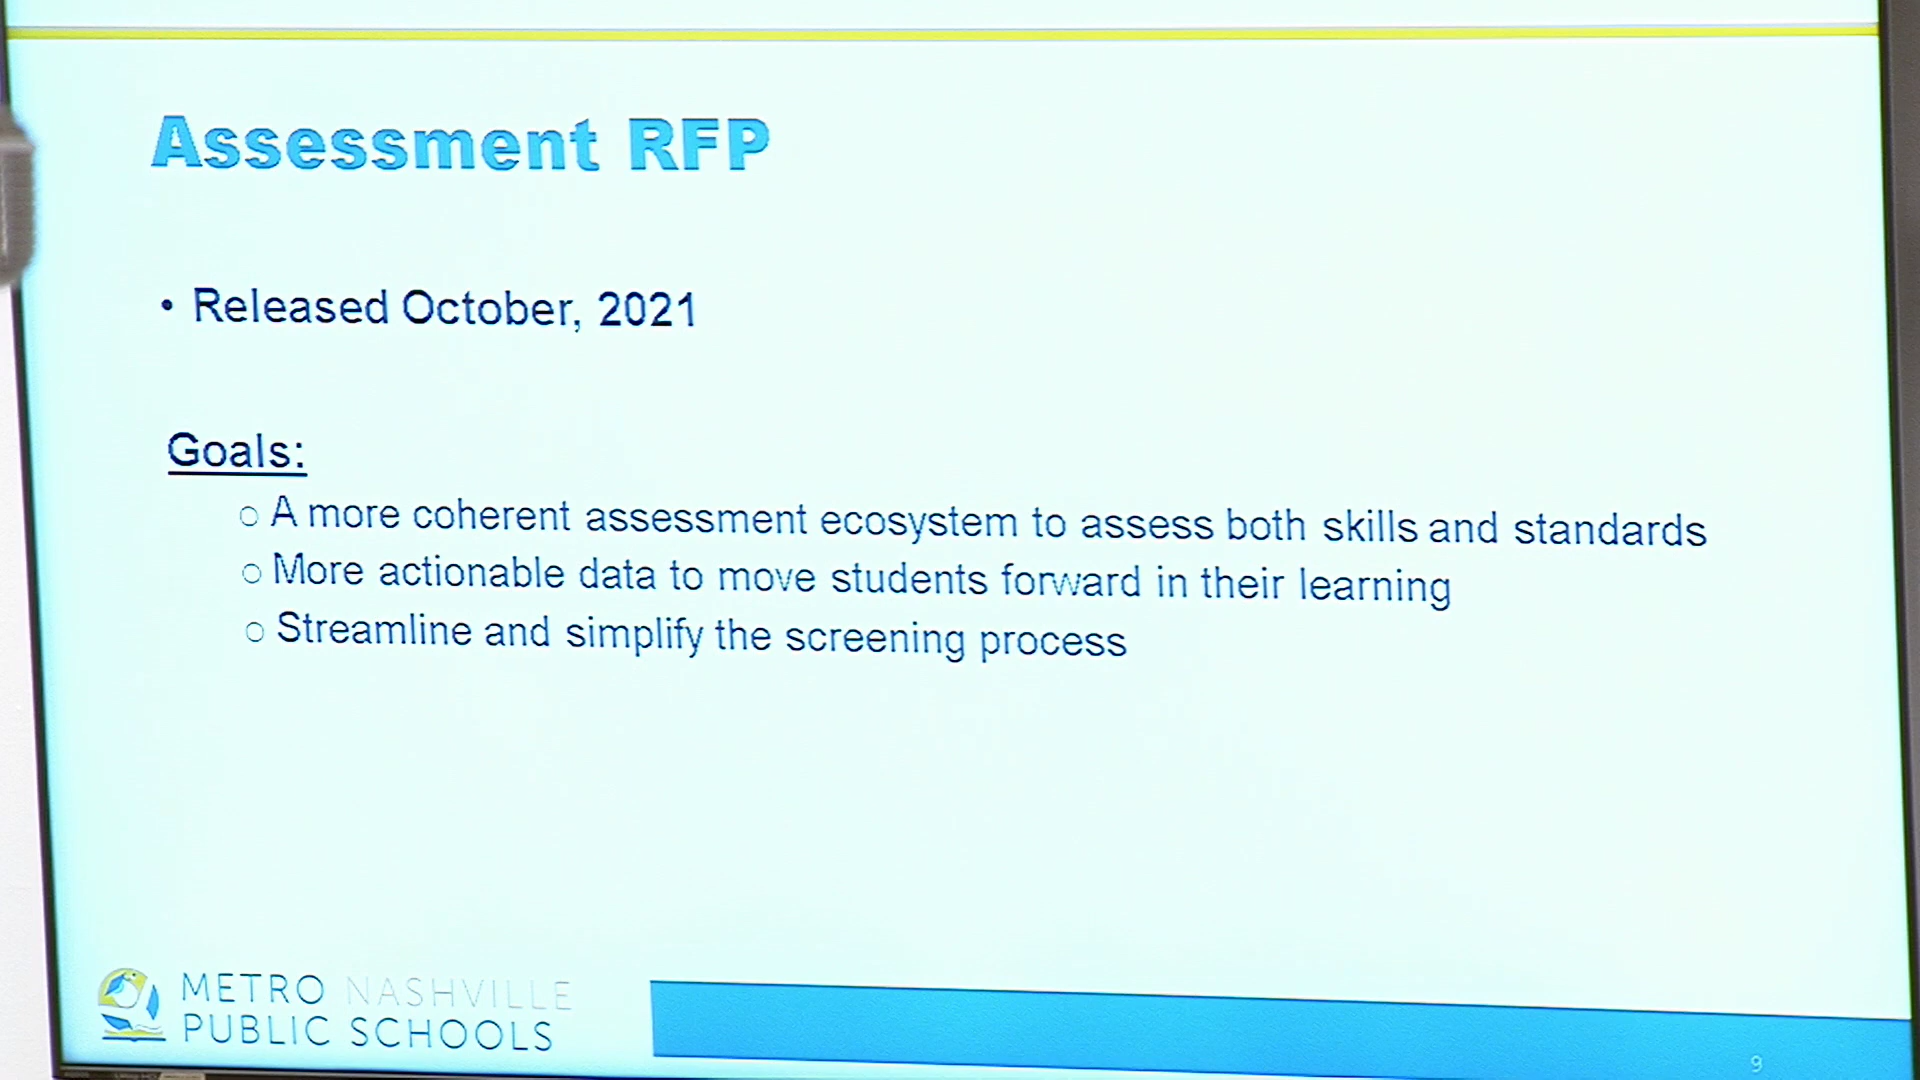 Assessment RFP
• Released October, 2021
Goals:
○ A more coherent assessment ecosystem to assess both skills and standards
○ More actionable data to move students forward in their learning
○ Streamline and simplify the screening process
METRO NASHVILLE
PUBLIC SCHOOLS
9